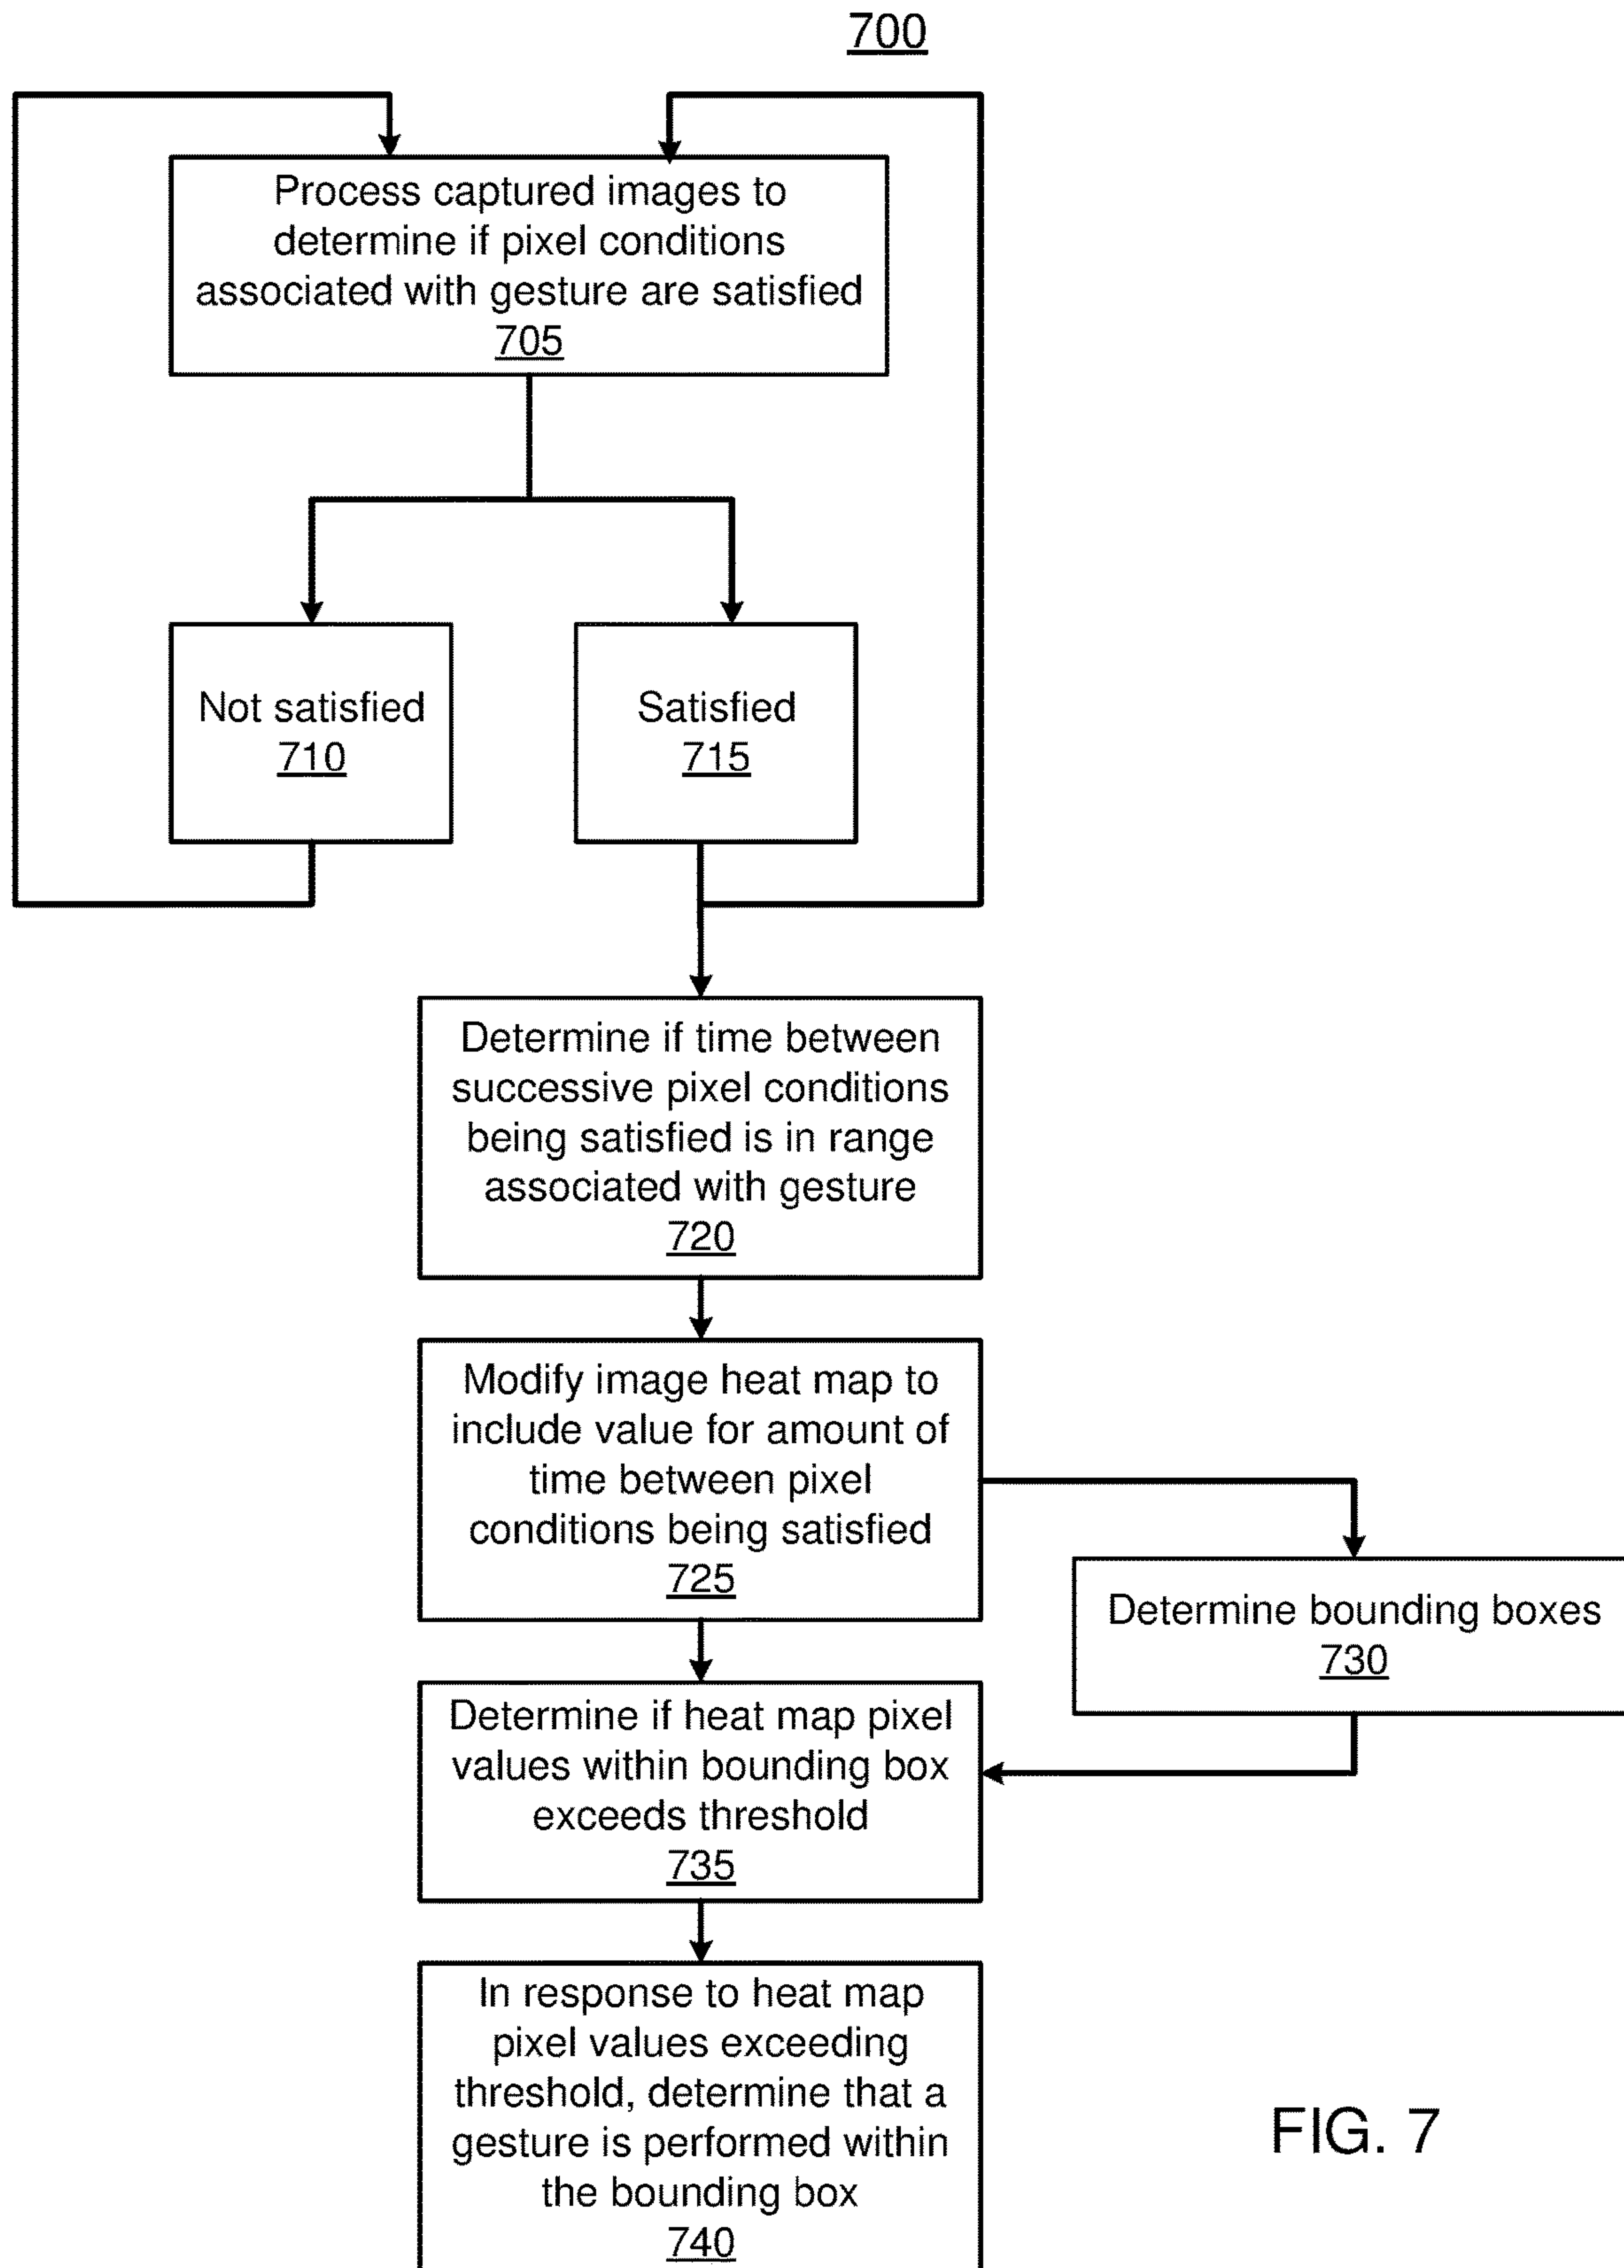 700
Process captured images to
determine if pixel conditions
associated with gesture are satisfied
705
Not satisfied
710
Satisfied
715
Determine if time between
successive pixel conditions
being satisfied is in range
associated with gesture
720
Modify image heat map to
include value for amount of
time between pixel
conditions being satisfied
725
Determine bounding boxes
730
Determine if heat map pixel
values within bounding box
exceeds threshold
735
In response to heat map
pixel values exceeding
threshold, determine that a
gesture is performed within
the bounding box
740
FIG. 7